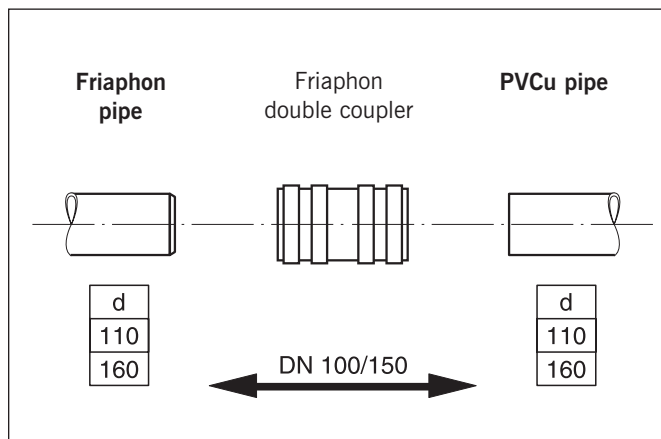 Friaphon
pipe
Friaphon
double coupler
PVCu pipe
d
110
160
DN 100/150
d
110
160